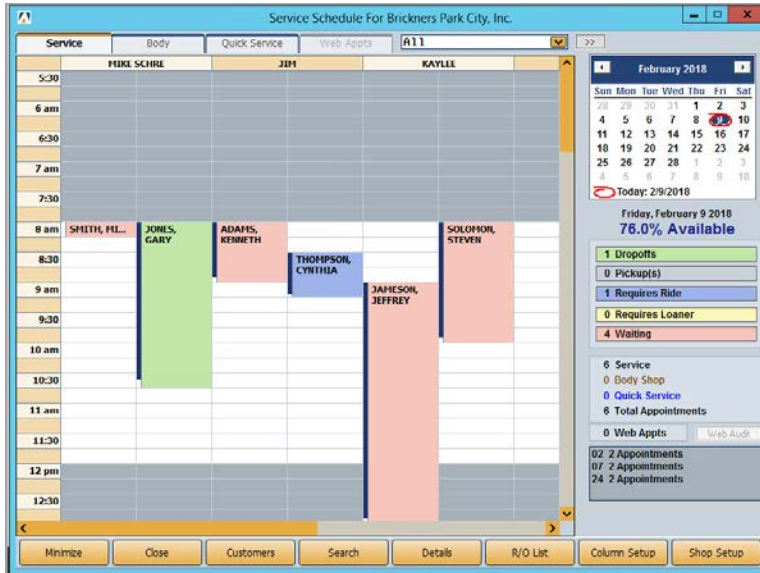 Service Schedule For Brickners Park City, Inc.
Service Body Quick Service Web Appts All >>
MIKE SCHRE JIM KAYLEE
5:30
6 am
6:30
7 am
7:30
8 am
8:30
9 am
9:30
10 am
10:30
11 am
11:30
12 pm
12:30
SMITH, MI...
JONES,
GARY
ADAMS,
KENNETH
THOMPSON,
CYNTHIA
JAMESON,
JEFFREY
SOLOMON,
STEVEN
February 2018
Sun Mon Tue Wed Thu Fri Sat
28 29 30 31 1 2 3
4 5 6 7 8 9 10
11 12 13 14 15 16 17
18 19 20 21 22 23 24
25 26 27 28 1 2 3
4 5 6 7 8 9 10
Today: 2/9/2018
Friday, February 9 2018
76.0% Available
1 Dropoffs
0 Pickup(s)
1 Requires Ride
0 Requires Loaner
4 Waiting
6 Service
0 Body Shop
0 Quick Service
6 Total Appointments
0 Web Appts Web Audit
02 2 Appointments
07 2 Appointments
24 2 Appointments
Minimize Close Customers Search Details R/O List Column Setup Shop Setup